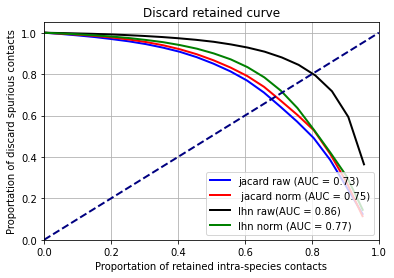 Discard retained curve
Proportation of discard spurious contacts
1.0
0.8
0.6
0.4
0.2
0.0
jacard raw (AUC = 0.73)
jacard norm (AUC = 0.75)
lhn raw(AUC = 0.86)
lhn norm (AUC = 0.77)
0.0 0.2 0.4 0.6 0.8 1.0
Proportation of retained intra-species contacts